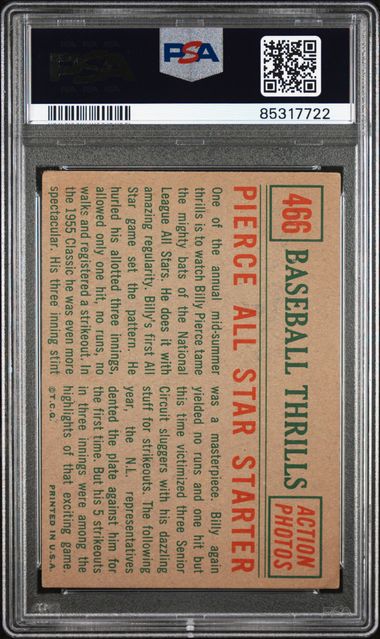 PSA
PSA
85317722
466
BASEBALL THRILLS
ACTION
PHOTOS
PIERCE ALL STAR STARTER
One of the annual mid-summer
thrills is to watch Billy Pierce tame
the mighty bats of the National
League All Stars. He does it with
amazing regularity. Billy's first All
Star game set the pattern. He
hurled his allotted three innings,
allowed only one hit, no runs, no
walks and registered a strikeout. In
the 1955 Classic he was even more
spectacular. His three inning stint
was a masterpiece. Billy again
yielded no runs and one hit but
this time victimized three Senior
Circuit sluggers with his dazzling
stuff for strikeouts. The following
year, the N.L. representatives
dented the plate against him for
the first time. But his 5 strikeouts
in three innings were among the
highlights of that exciting game.
© T.C.G. PRINTED IN U.S.A.
PSA